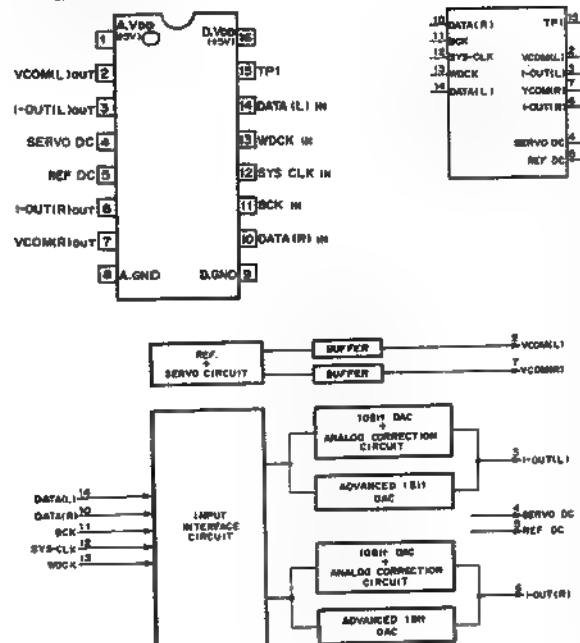 A.VDD
(+5V)
D.VDD
(+5V)
1
16
VCOM(L)OUT 2
15 TP1
I-OUT(L)OUT 3
14 DATA(L) IN
SERVO DC 4
13 WDCK IN
REF DC 5
12 SYS CLK IN
I-OUT(R)OUT 6
11 BCK IN
VCOM(R)OUT 7
10 DATA(R) IN
8 A.GND
D.GND 9
10 DATA(R)
11 BCK
12 SYS-CLK
13 WDCK
14 DATA(L)
TP1
VCOM(L) 2
I-OUT(L) 3
VCOM(R) 7
I-OUT(R) 6
SERVO DC 4
REF DC 5
REF.
+
SERVO CIRCUIT
BUFFER
2 VCOM(L)
BUFFER
7 VCOM(R)
INPUT
INTERFACE
CIRCUIT
DATA(L) 14
DATA(R) 10
BCK 11
SYS-CLK 12
WDCK 13
10BIT DAC
+
ANALOG CORRECTION
CIRCUIT
ADVANCED 1BIT
DAC
3 I-OUT(L)
4 SERVO DC
5 REF DC
10BIT DAC
+
ANALOG CORRECTION
CIRCUIT
ADVANCED 1BIT
DAC
6 I-OUT(R)